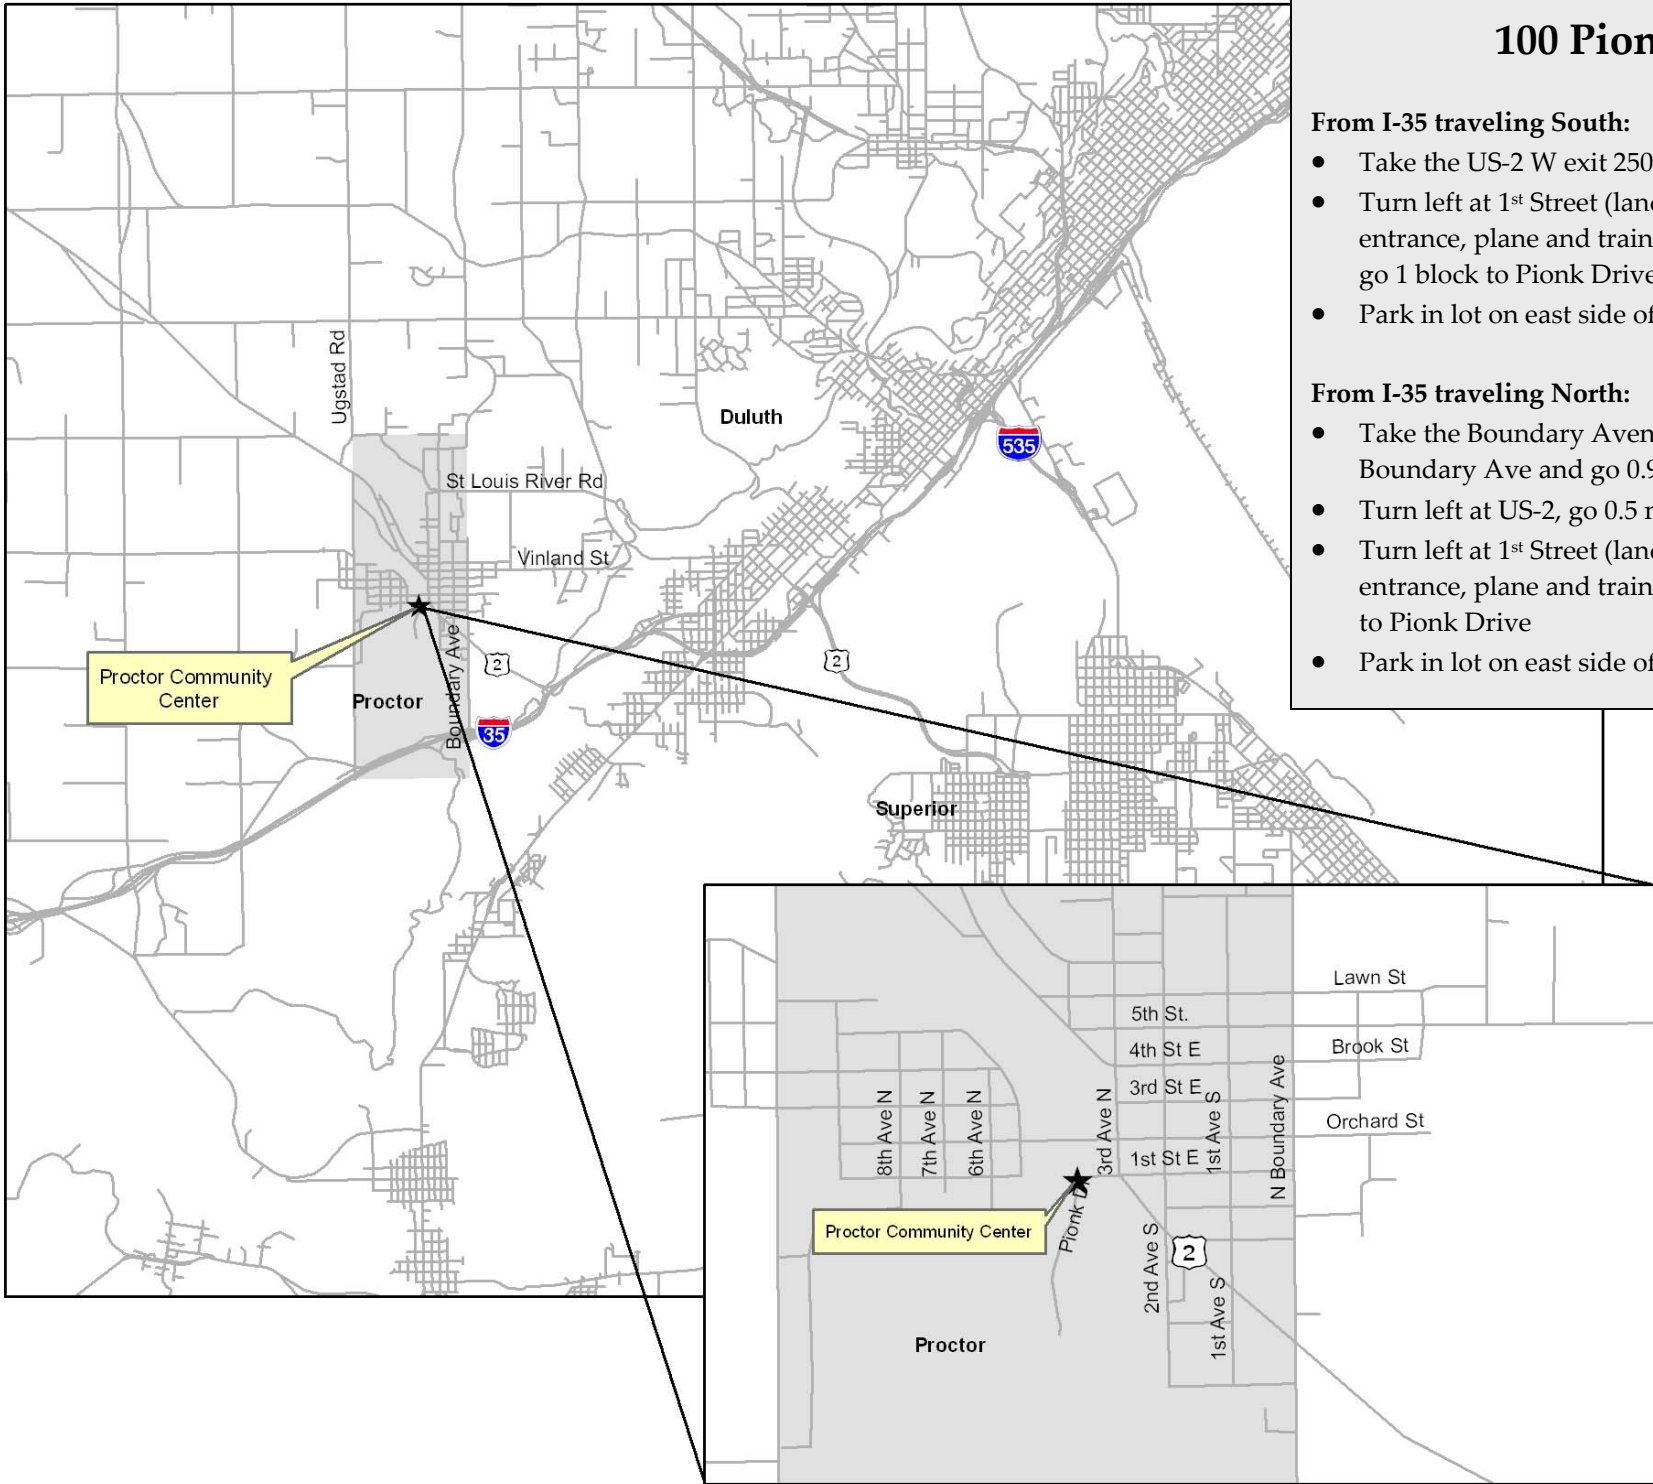 100 Pion
From I-35 traveling South:
• Take the US-2 W exit 250
• Turn left at 1st Street (land
entrance, plane and train
go 1 block to Pionk Drive
• Park in lot on east side of
From I-35 traveling North:
• Take the Boundary Aven
Boundary Ave and go 0.9
• Turn left at US-2, go 0.5 
• Turn left at 1st Street (land
entrance, plane and train
to Pionk Drive
• Park in lot on east side of
Ugstad Rd
Duluth
535
St Louis River Rd
Vinland St
Boundary Ave
2
2
Proctor Community
Center
Proctor
35
Superior
Lawn St
5th St.
4th St E
Brook St
3rd St E
8th Ave N
7th Ave N
6th Ave N
3rd Ave N
1st Ave S
N Boundary Ave
Orchard St
1st St E
Proctor Community Center
Pionk Dr
2nd Ave S
2
1st Ave S
Proctor